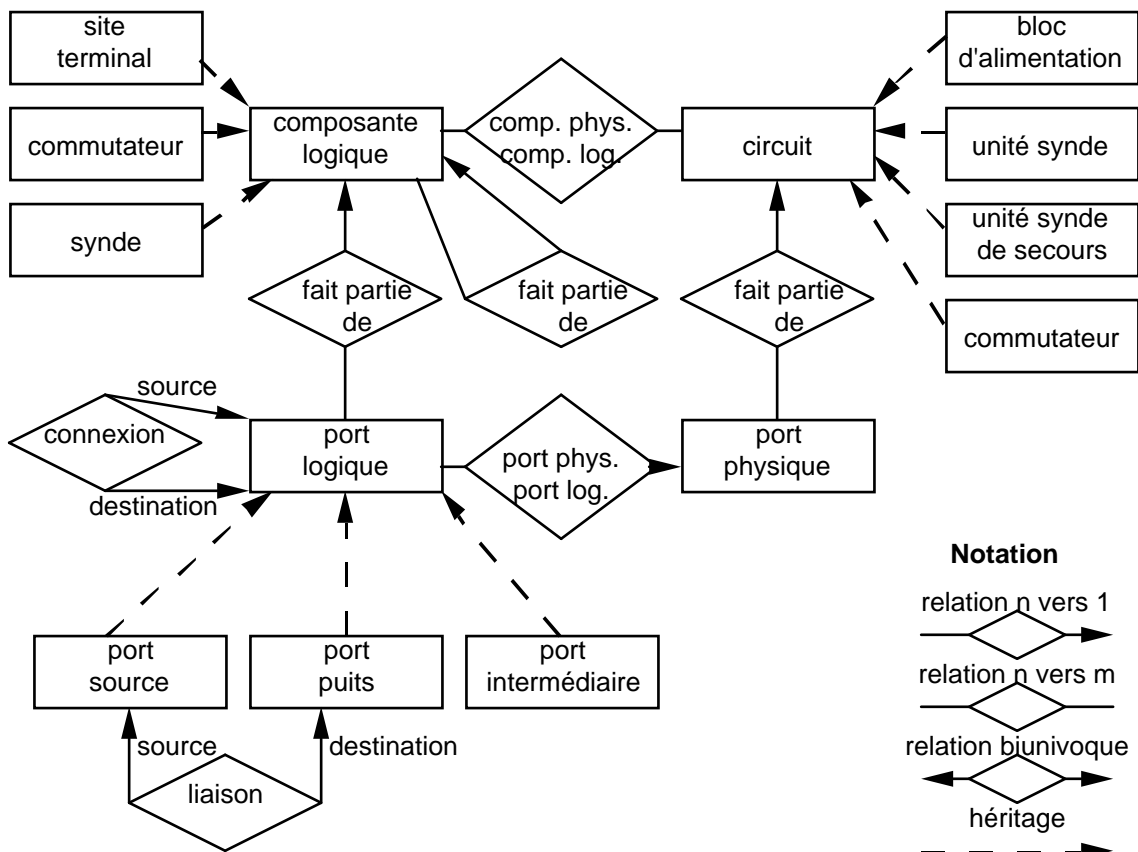 site
terminal
bloc
d'alimentation
commutateur
composante
logique
comp. phys.
comp. log.
circuit
unité synde
synde
unité synde
de secours
fait partie
de
fait partie
de
fait partie
de
commutateur
source
connexion
destination
port
logique
port phys.
port log.
port
physique
port
source
port
puits
port
intermédiaire
source
destination
liaison
Notation
relation n vers 1
relation n vers m
relation biunivoque
héritage